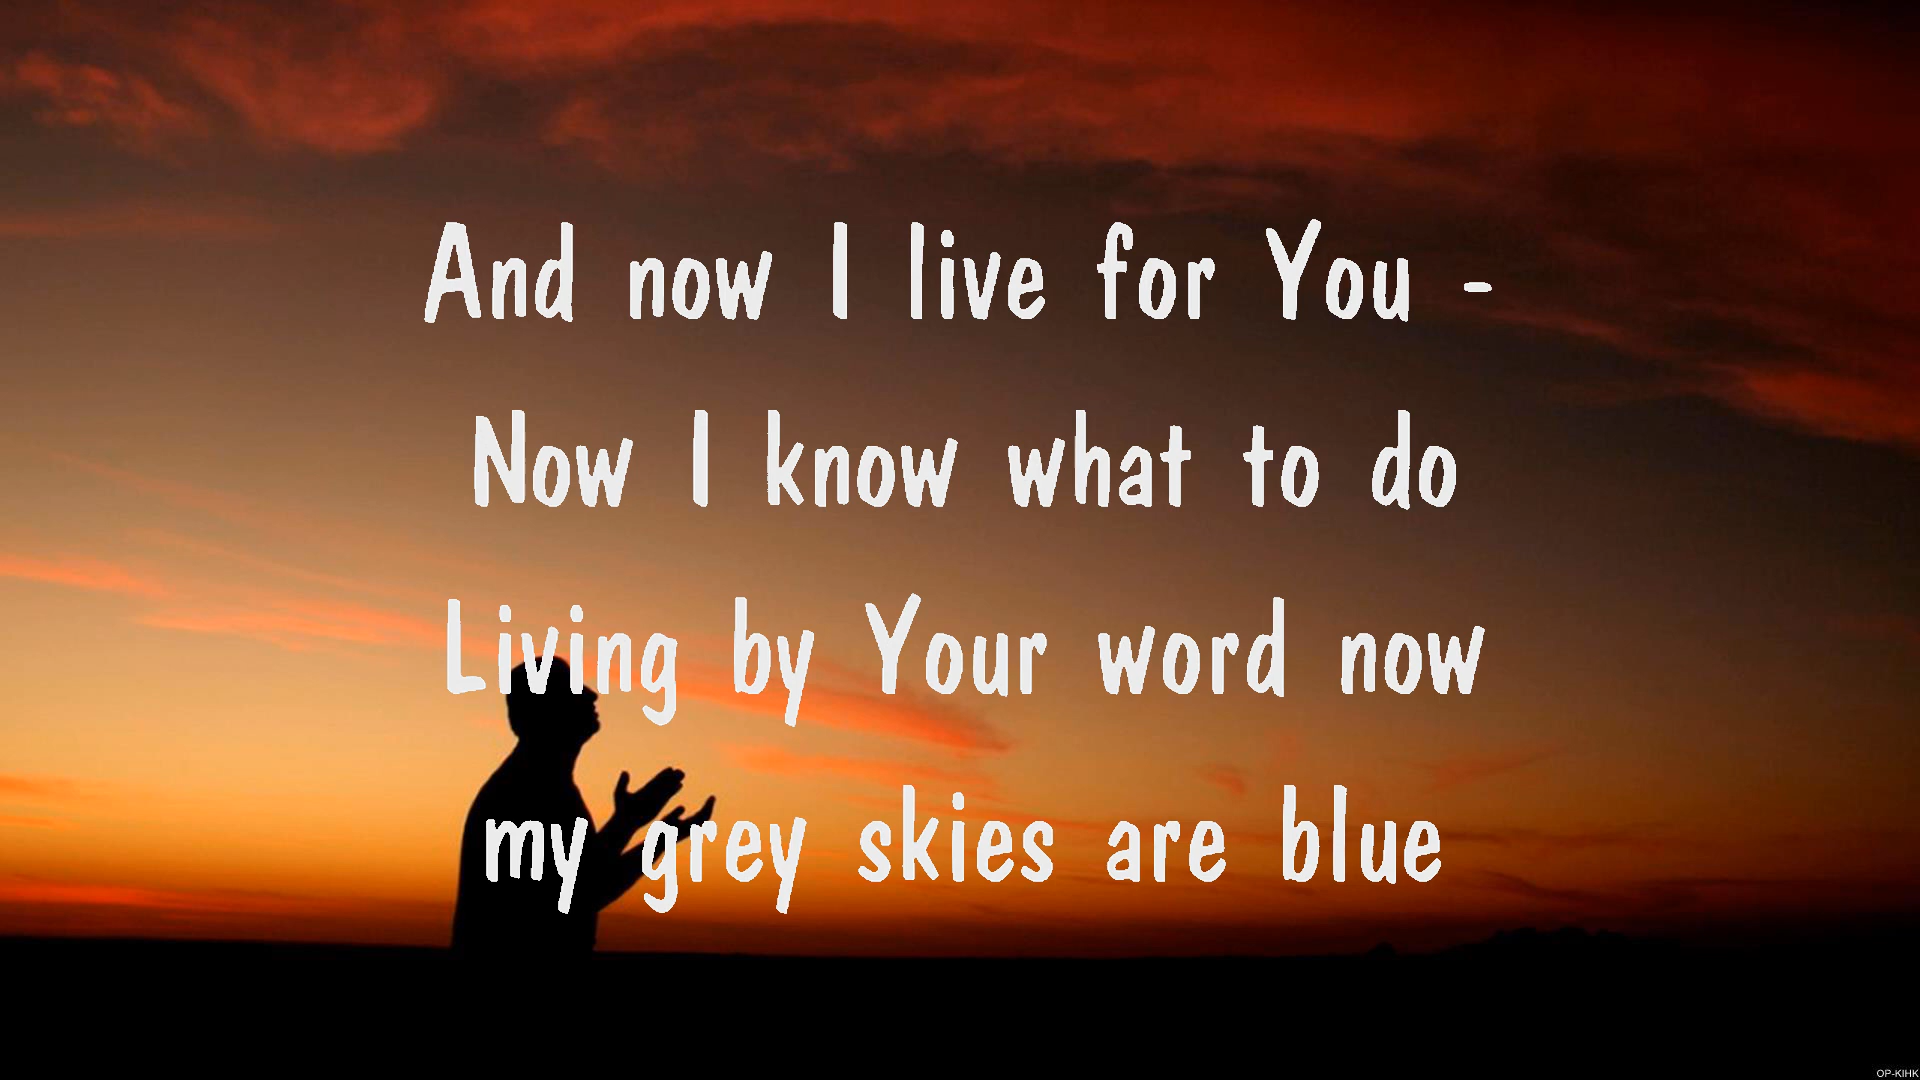 And now I live for You -
Now I know what to do
Living by Your word now
my grey skies are blue
OP-KIHK